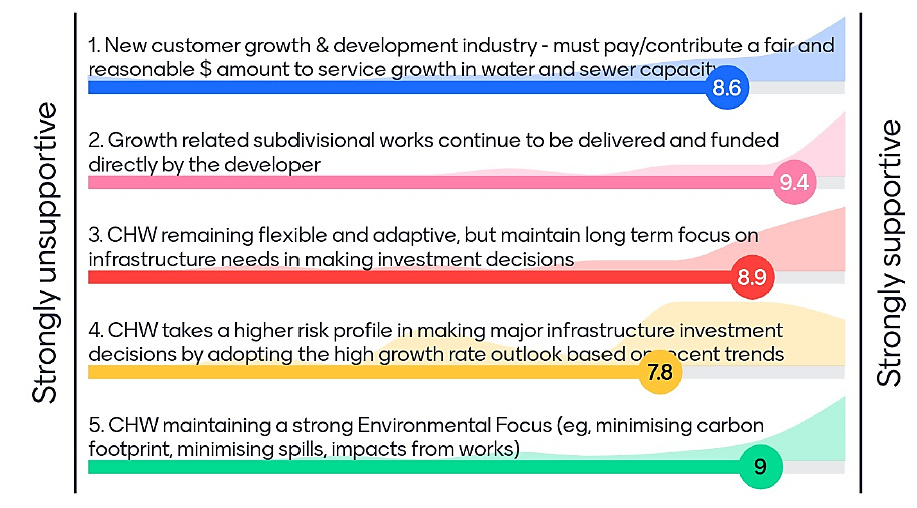 Strongly unsupportive
1. New customer growth & development industry - must pay/contribute a fair and
reasonable $ amount to service growth in water and sewer capacity
8.6
2. Growth related subdivisional works continue to be delivered and funded
directly by the developer
9.4
3. CHW remaining flexible and adaptive, but maintain long term focus on
infrastructure needs in making investment decisions
8.9
4. CHW takes a higher risk profile in making major infrastructure investment
decisions by adopting the high growth rate outlook based on recent trends
7.8
5. CHW maintaining a strong Environmental Focus (eg, minimising carbon
footprint, minimising spills, impacts from works)
9
Strongly supportive